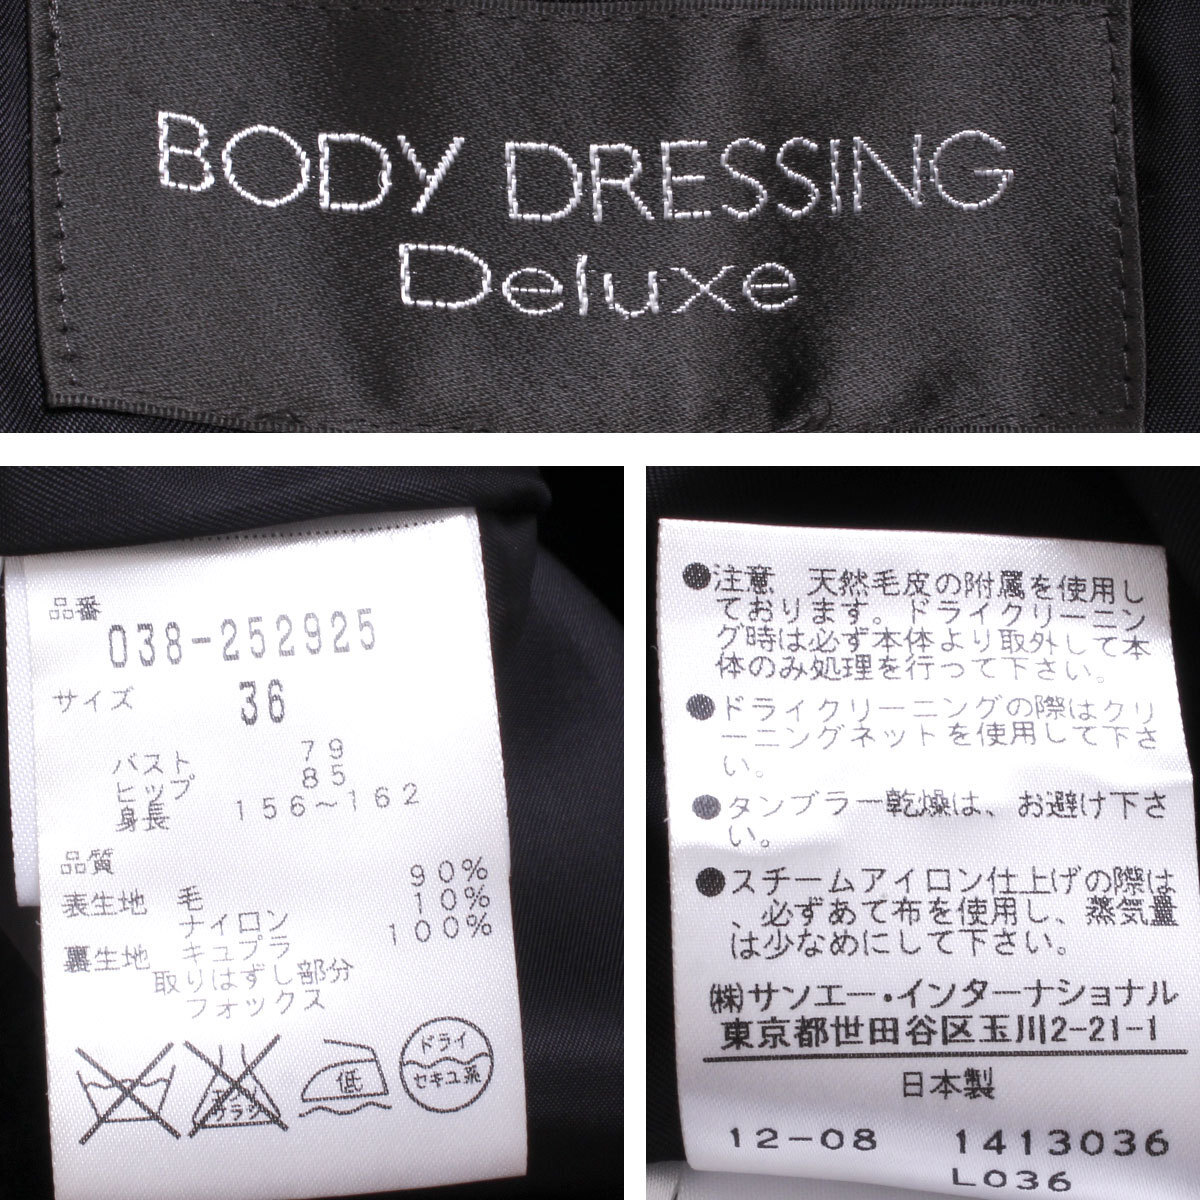 BODY DRESSING
Deluxe
品番
038-252925
サイズ 36
バスト 79
ヒップ 85
身長 156〜162
品質
表生地 毛 90%
ナイロン 10%
裏生地 キュプラ 100%
取りはずし部分
フォックス
低
ドライ
セキユ系
●注意 天然毛皮の附属を使用し
ております。ドライクリーニン
グ時は必ず本体より取外して本
体のみ処理を行って下さい。
●ドライクリーニングの際はクリ
ーニングネットを使用して下さ
い。
●タンブラー乾燥は、お避け下さ
い。
●スチームアイロン仕上げの際は
、必ずあて布を使用し、蒸気量
は少なめにして下さい。
㈱サンエー・インターナショナル
東京都世田谷区玉川2-21-1
日本製
12-08 1413036
L036